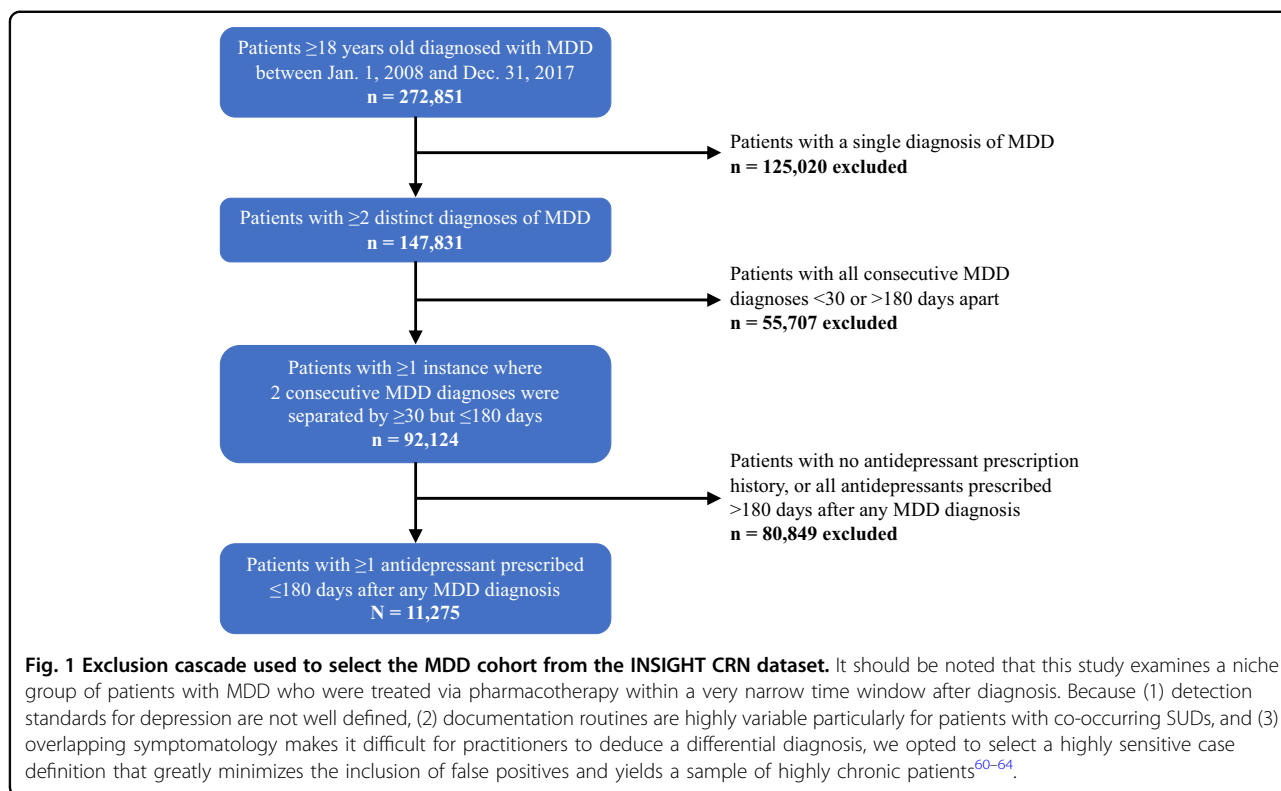 Patients ≥18 years old diagnosed with MDD
between Jan. 1, 2008 and Dec. 31, 2017
n = 272,851
Patients with a single diagnosis of MDD
n = 125,020 excluded
Patients with ≥2 distinct diagnoses of MDD
n = 147,831
Patients with all consecutive MDD
diagnoses <30 or >180 days apart
n = 55,707 excluded
Patients with ≥1 instance where
2 consecutive MDD diagnoses were
separated by ≥30 but ≤180 days
n = 92,124
Patients with no antidepressant prescription
history, or all antidepressants prescribed
>180 days after any MDD diagnosis
n = 80,849 excluded
Patients with ≥1 antidepressant prescribed
≤180 days after any MDD diagnosis
N = 11,275
Fig. 1 Exclusion cascade used to select the MDD cohort from the INSIGHT CRN dataset. It should be noted that this study examines a niche
group of patients with MDD who were treated via pharmacotherapy within a very narrow time window after diagnosis. Because (1) detection
standards for depression are not well defined, (2) documentation routines are highly variable particularly for patients with co-occurring SUDs, and (3)
overlapping symptomatology makes it difficult for practitioners to deduce a differential diagnosis, we opted to select a highly sensitive case
definition that greatly minimizes the inclusion of false positives and yields a sample of highly chronic patients60–64.